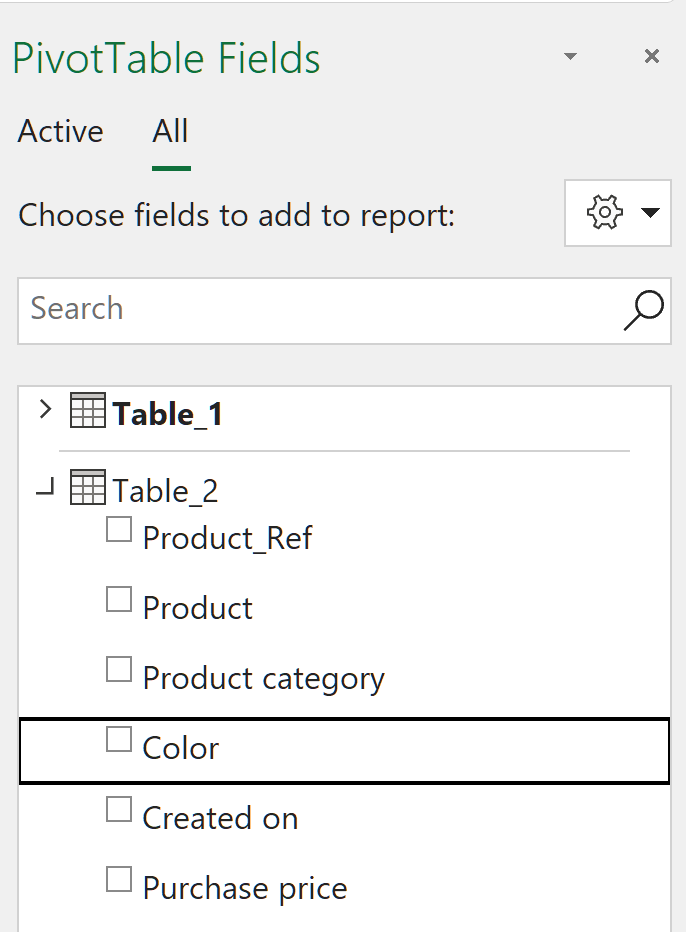 PivotTable Fields
Active All
Choose fields to add to report:
Search
Table_1
Table_2
Product_Ref
Product
Product category
Color
Created on
Purchase price